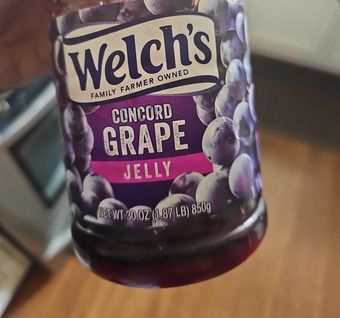 Welch's
FAMILY FARMER OWNED
CONCORD
GRAPE
JELLY
NET WT 30 OZ (1.87 LB) 850g